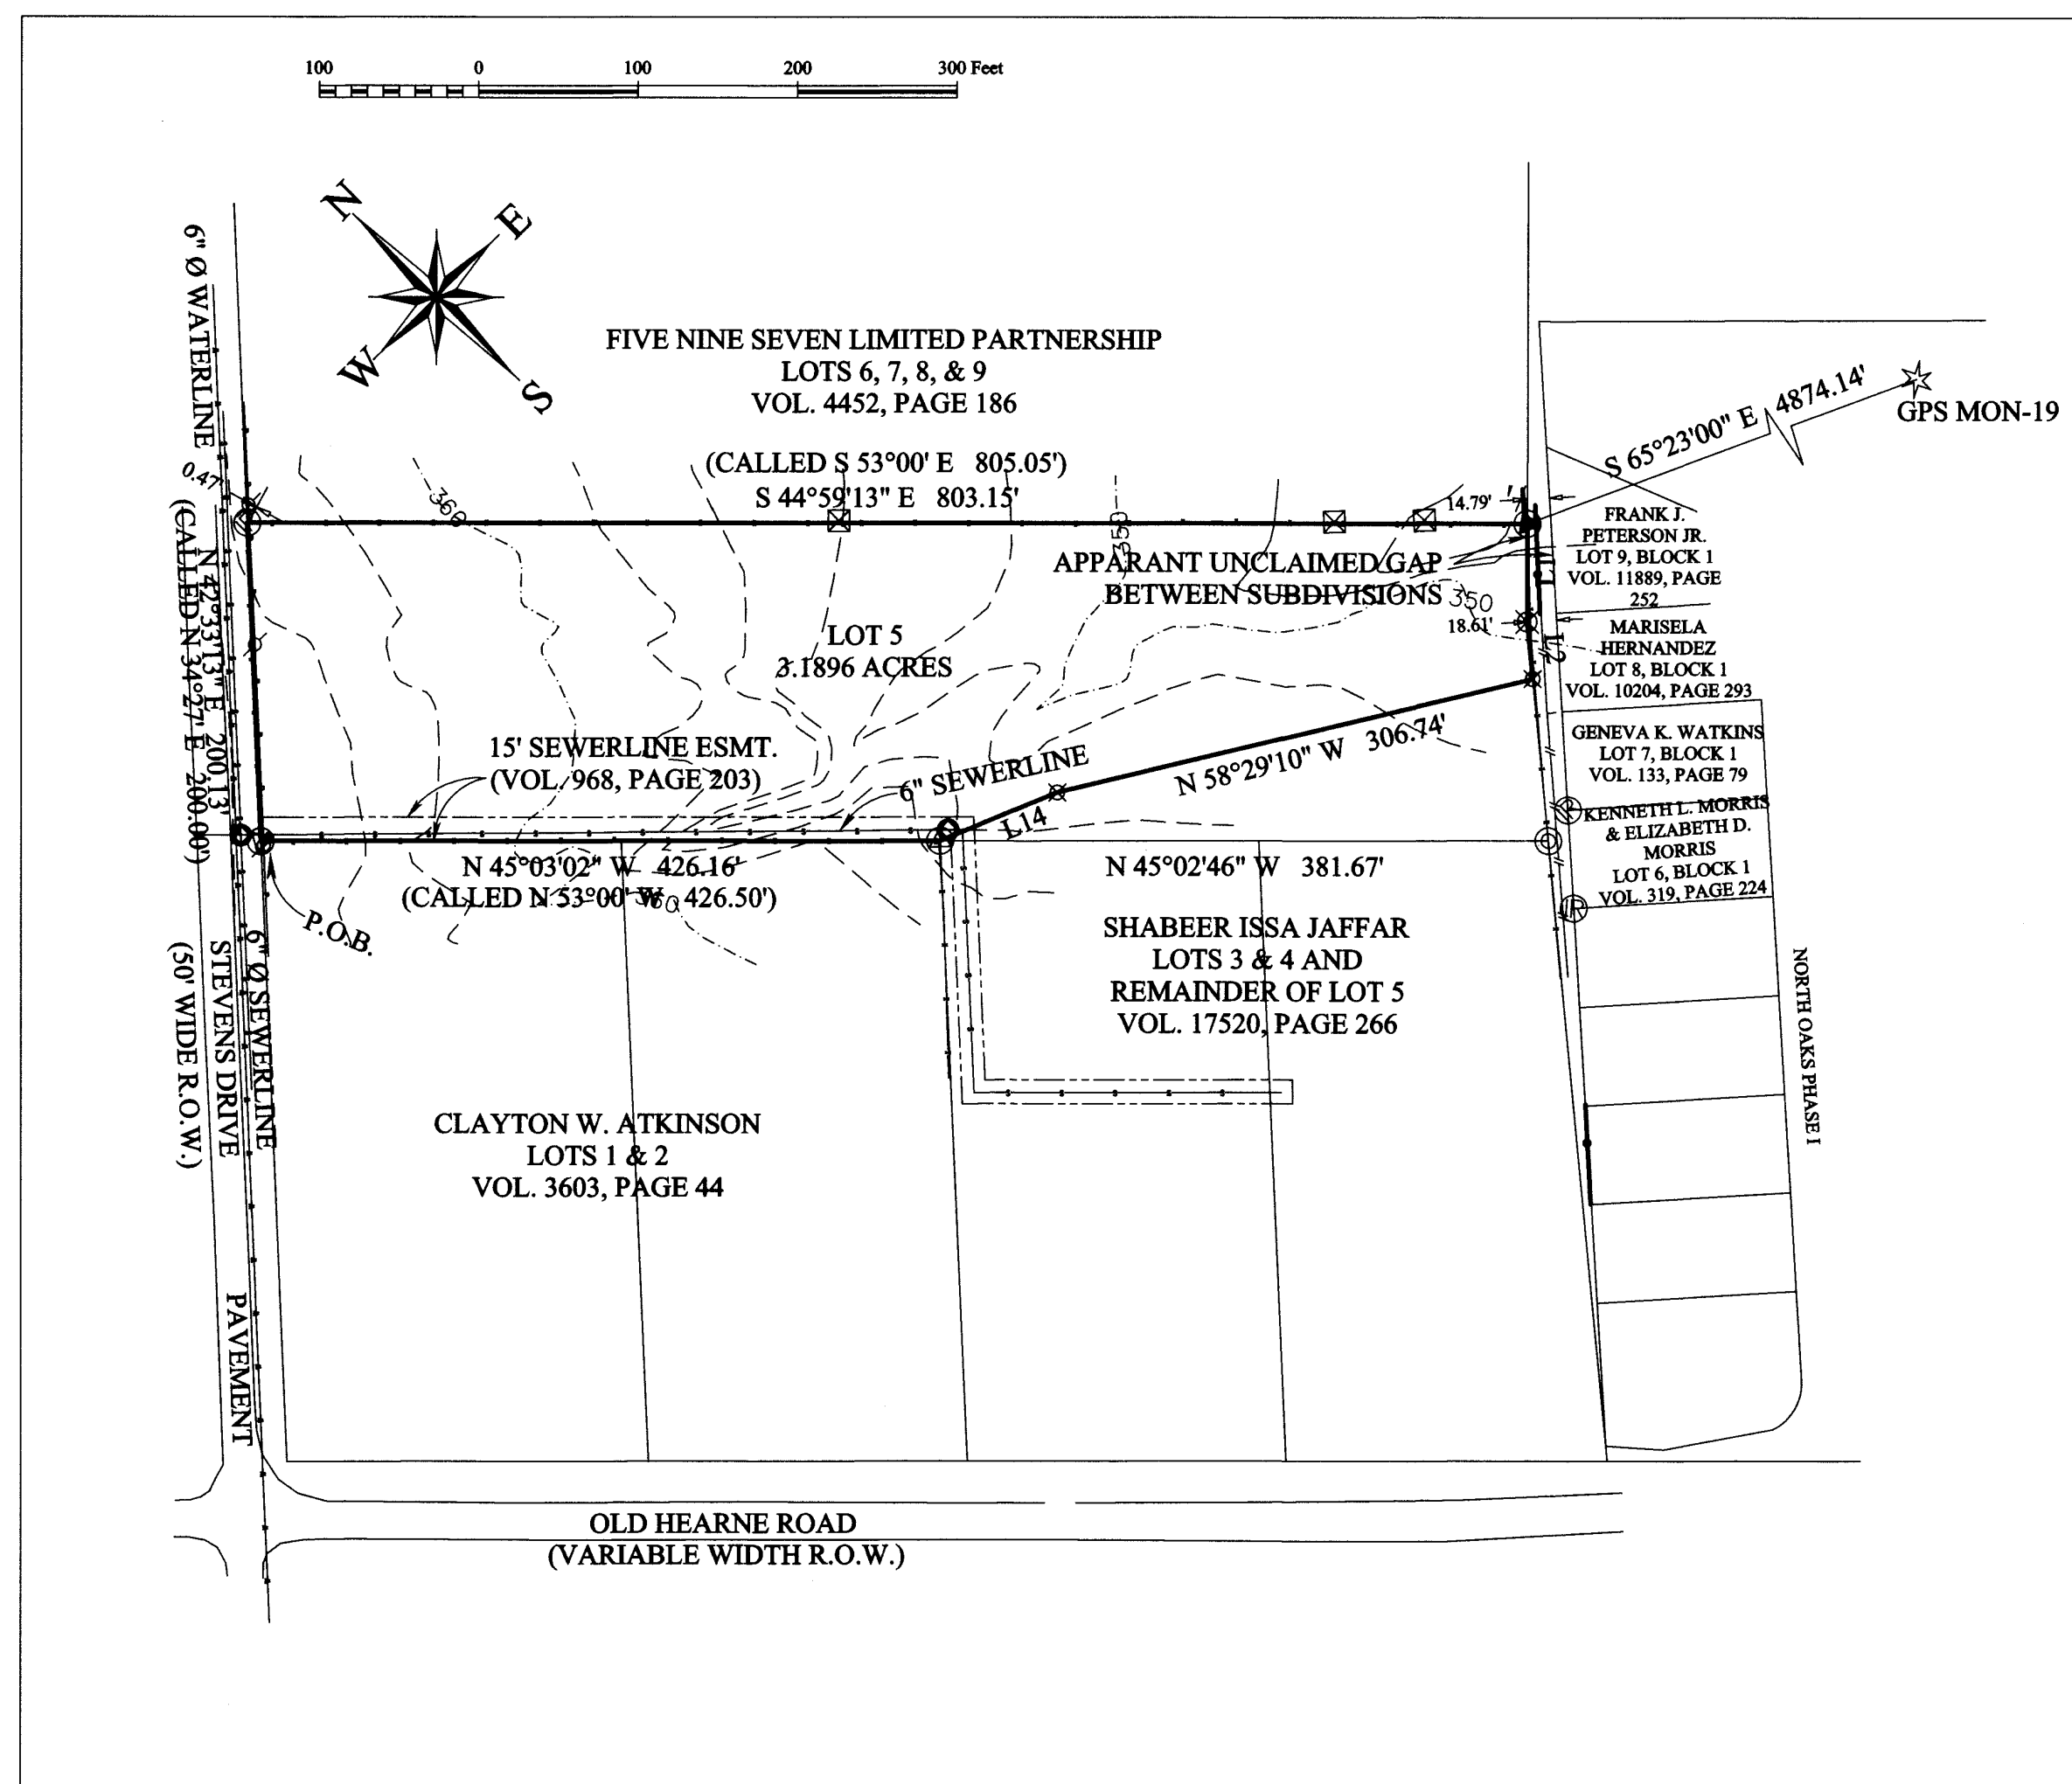 100 0 100 200 300 Feet
N
E
W
S
FIVE NINE SEVEN LIMITED PARTNERSHIP
LOTS 6, 7, 8, & 9
VOL. 4452, PAGE 186
(CALLED S 53°00' E 805.05')
S 44°59'13" E 803.15'
6" Ø WATERLINE
0.47'
(CALLED N 34°27' E 200.00')
N 42°33'13" E 200.13'
360
350
14.79'
S 65°23'00" E 4874.14'
GPS MON-19
APPARANT UNCLAIMED GAP
BETWEEN SUBDIVISIONS
350
18.61'
L1
L2
FRANK J.
PETERSON JR.
LOT 9, BLOCK 1
VOL. 11889, PAGE
252
MARISELA
HERNANDEZ
LOT 8, BLOCK 1
VOL. 10204, PAGE 293
GENEVA K. WATKINS
LOT 7, BLOCK 1
VOL. 133, PAGE 79
KENNETH L. MORRIS
& ELIZABETH D.
MORRIS
LOT 6, BLOCK 1
VOL. 319, PAGE 224
IR
LOT 5
3.1896 ACRES
15' SEWERLINE ESMT.
(VOL. 968, PAGE 203)
6" SEWERLINE
N 58°29'10" W 306.74'
L14
N 45°03'02" W 426.16'
(CALLED N 53°00' W 426.50')
360
N 45°02'46" W 381.67'
P.O.B.
6" Ø SEWERLINE
STEVENS DRIVE
(50' WIDE R.O.W.)
PAVEMENT
SHABEER ISSA JAFFAR
LOTS 3 & 4 AND
REMAINDER OF LOT 5
VOL. 17520, PAGE 266
NORTH OAKS PHASE I
CLAYTON W. ATKINSON
LOTS 1 & 2
VOL. 3603, PAGE 44
OLD HEARNE ROAD
(VARIABLE WIDTH R.O.W.)